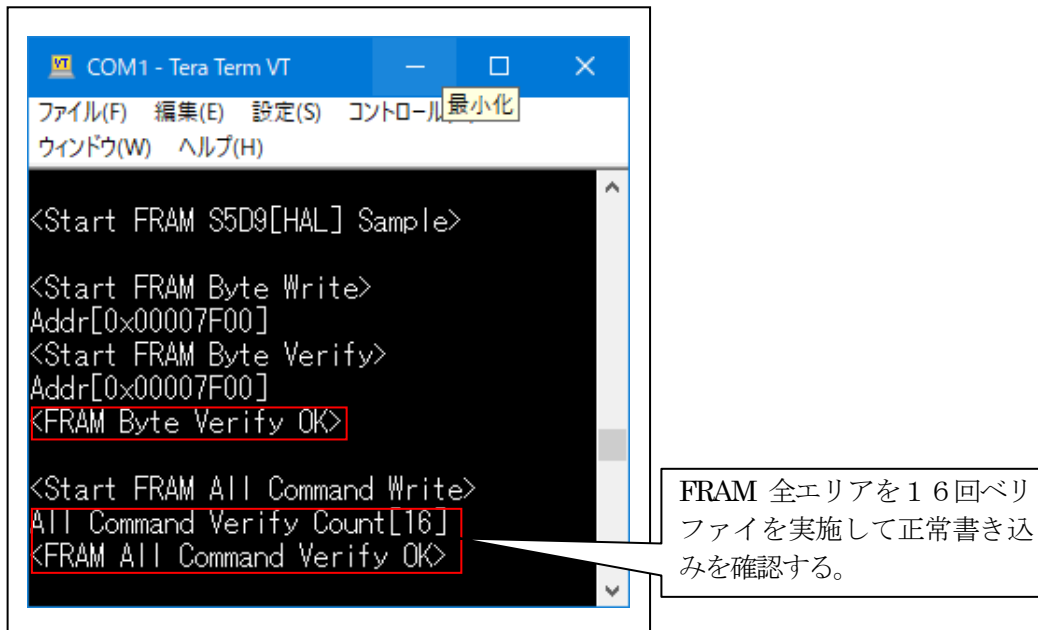 COM1 - Tera Term VT
ファイル(F) 編集(E) 設定(S) コントロール
最小化
ウィンドウ(W) ヘルプ(H)
<Start FRAM S5D9[HAL] Sample>
<Start FRAM Byte Write>
Addr[0x00007F00]
<Start FRAM Byte Verify>
Addr[0x00007F00]
<FRAM Byte Verify OK>
<Start FRAM All Command Write>
All Command Verify Count[16]
<FRAM All Command Verify OK>
FRAM 全エリアを１６回ベリ
ファイを実施して正常書き込
みを確認する。